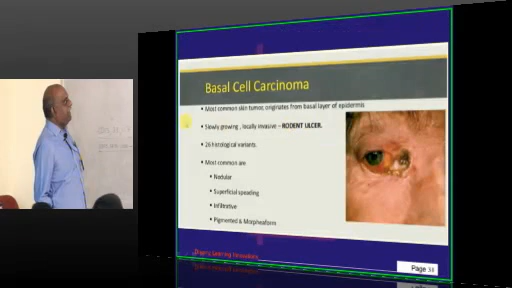 Basal Cell Carcinoma
Most common skin tumor, originates from basal layer of epidermis
Slowly growing , locally invasive – RODENT ULCER.
26 histological variants.
Most common are
Nodular
Superficial spreading
Infiltrative
Pigmented & Morpheaform
Page